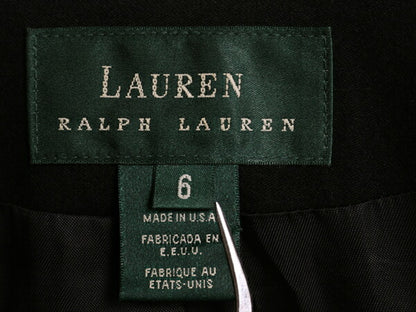 LAUREN
RALPH LAUREN
6
MADE IN U.S.A
FABRICADA EN
E.E.U.U.
FABRIQUE AU
ETATS-UNIS